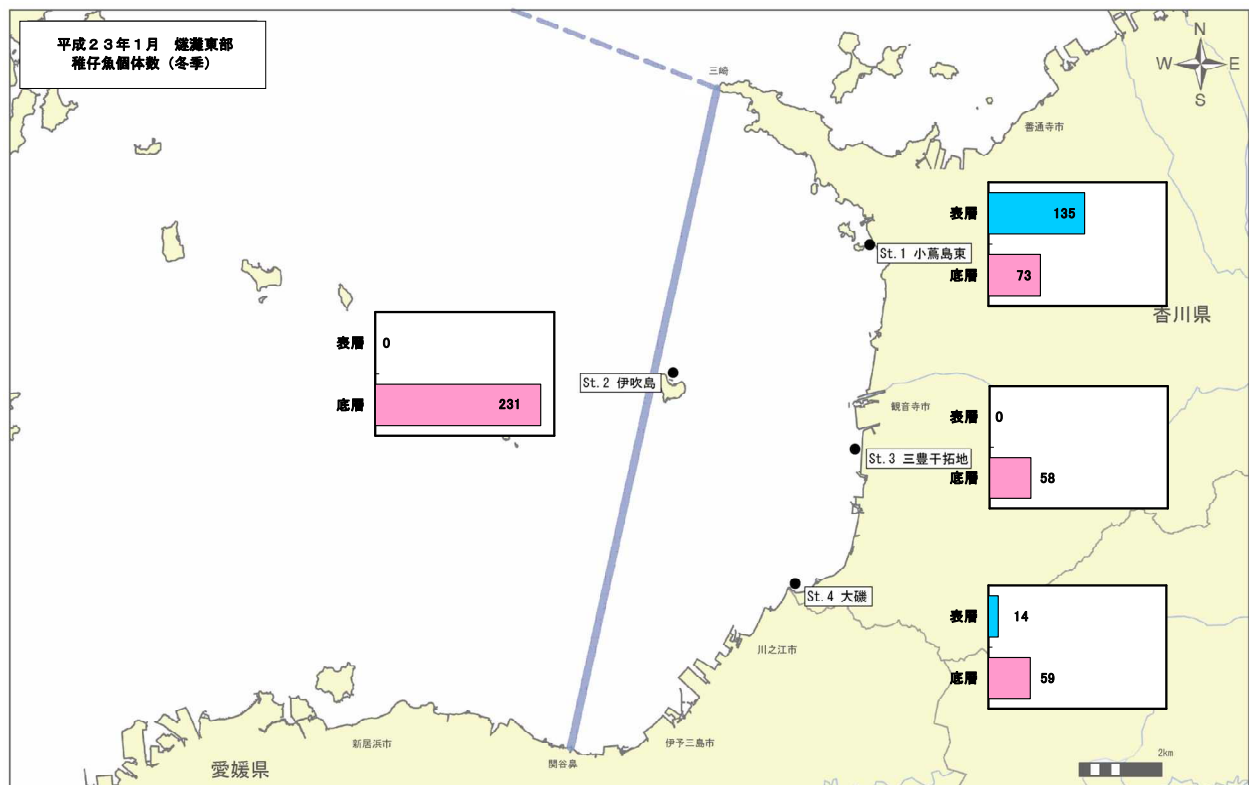 平成23年1月 燧灘東部
稚仔魚個体数(冬季)
N
W
E
S
三崎
善通寺市
表層
135
底層
73
St.1 小蔦島東
香川県
表層
0
底層
231
St.2 伊吹島
観音寺市
表層
0
底層
58
St.3 三豊干拓地
St.4 大磯
表層
14
底層
59
川之江市
伊予三島市
新居浜市
関谷鼻
愛媛県
2km